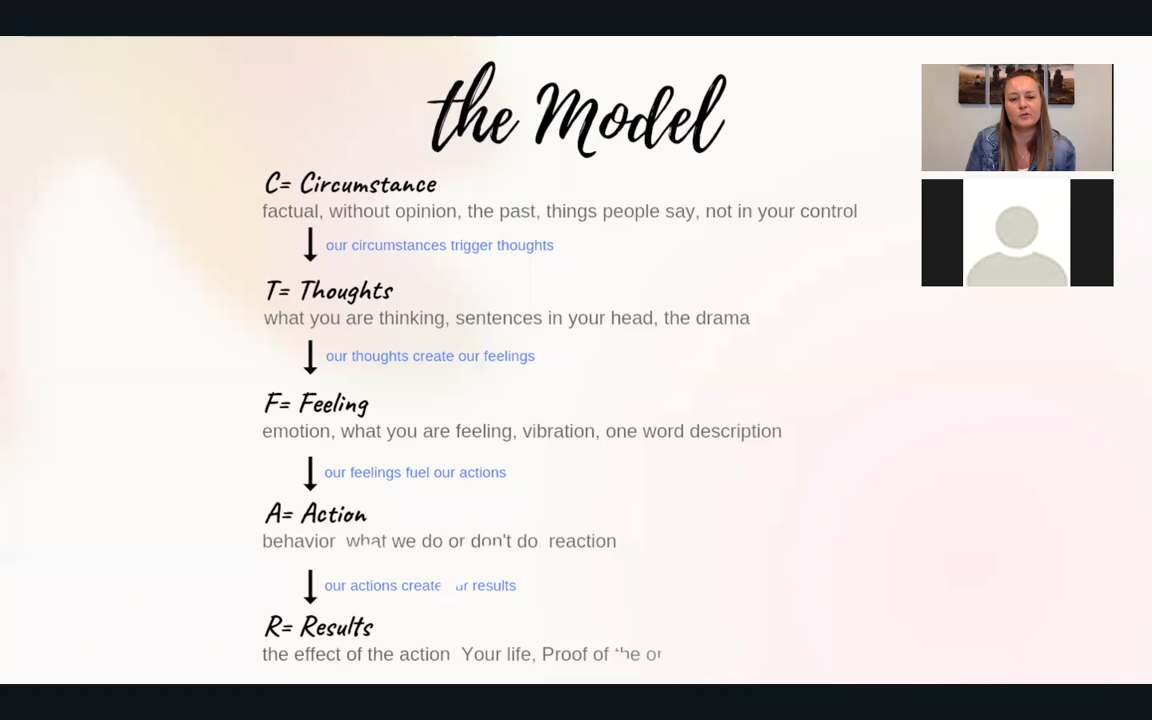 the Model
C= Circumstance
factual, without opinion, the past, things people say, not in your control
our circumstances trigger thoughts
T= Thoughts
what you are thinking, sentences in your head, the drama
our thoughts create our feelings
F= Feeling
emotion, what you are feeling, vibration, one word description
our feelings fuel our actions
A= Action
behavior what we do or don't do reaction
our actions create results
R= Results
the effect of the action Your life, Proof of the